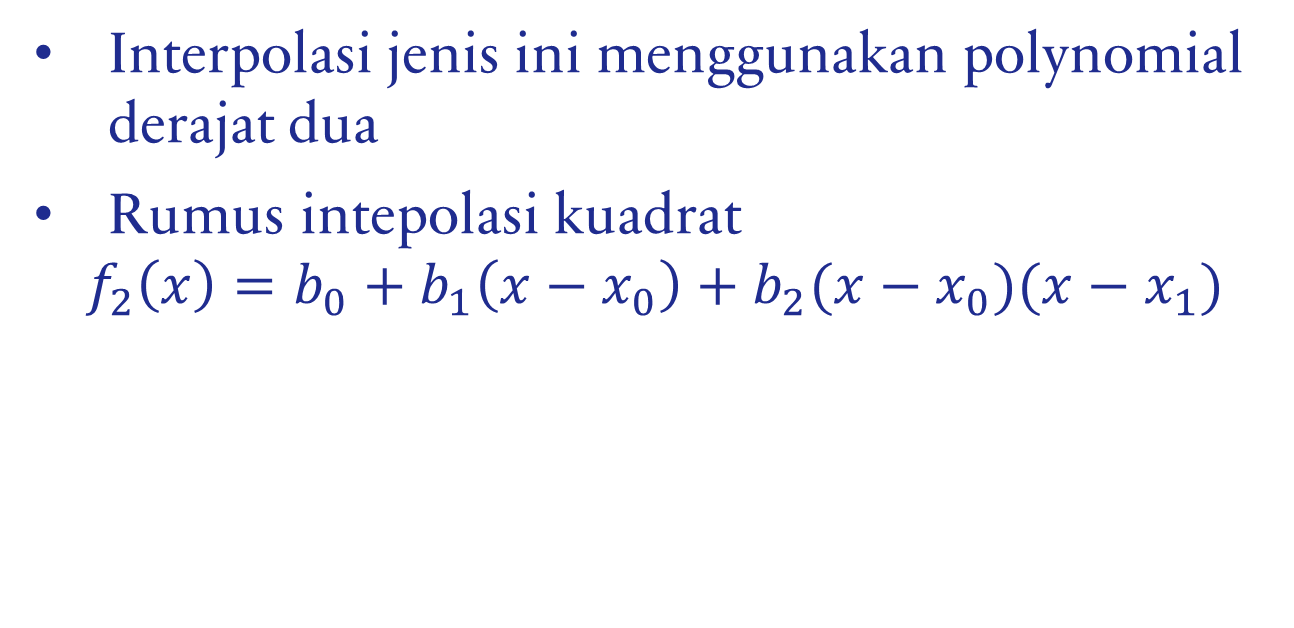 • Interpolasi jenis ini menggunakan polynomial
derajat dua
• Rumus intepolasi kuadrat
𝑓₂(𝑥) = 𝑏₀ + 𝑏₁(𝑥 − 𝑥₀) + 𝑏₂(𝑥 − 𝑥₀)(𝑥 − 𝑥₁)